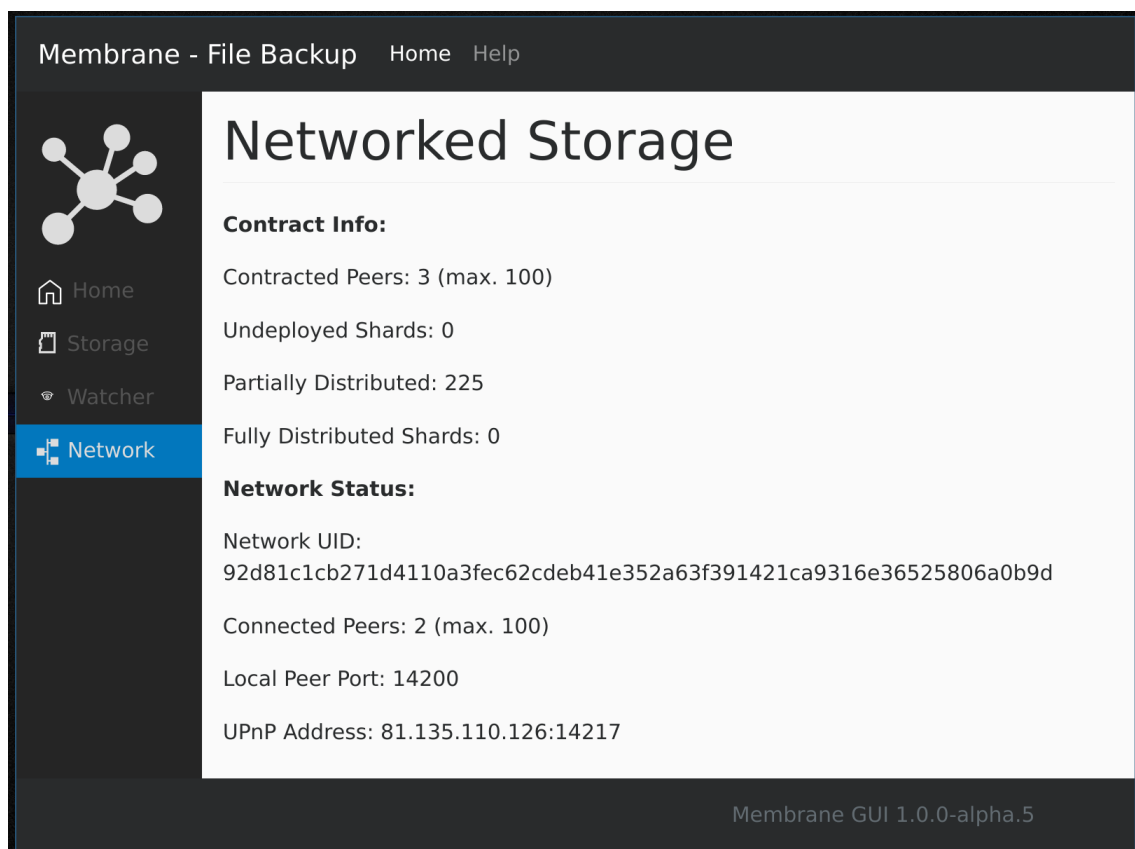 Membrane - File Backup Home Help
Networked Storage
Home
Storage
Watcher
Network
Contract Info:
Contracted Peers: 3 (max. 100)
Undeployed Shards: 0
Partially Distributed: 225
Fully Distributed Shards: 0
Network Status:
Network UID:
92d81c1cb271d4110a3fec62cdeb41e352a63f391421ca9316e36525806a0b9d
Connected Peers: 2 (max. 100)
Local Peer Port: 14200
UPnP Address: 81.135.110.126:14217
Membrane GUI 1.0.0-alpha.5